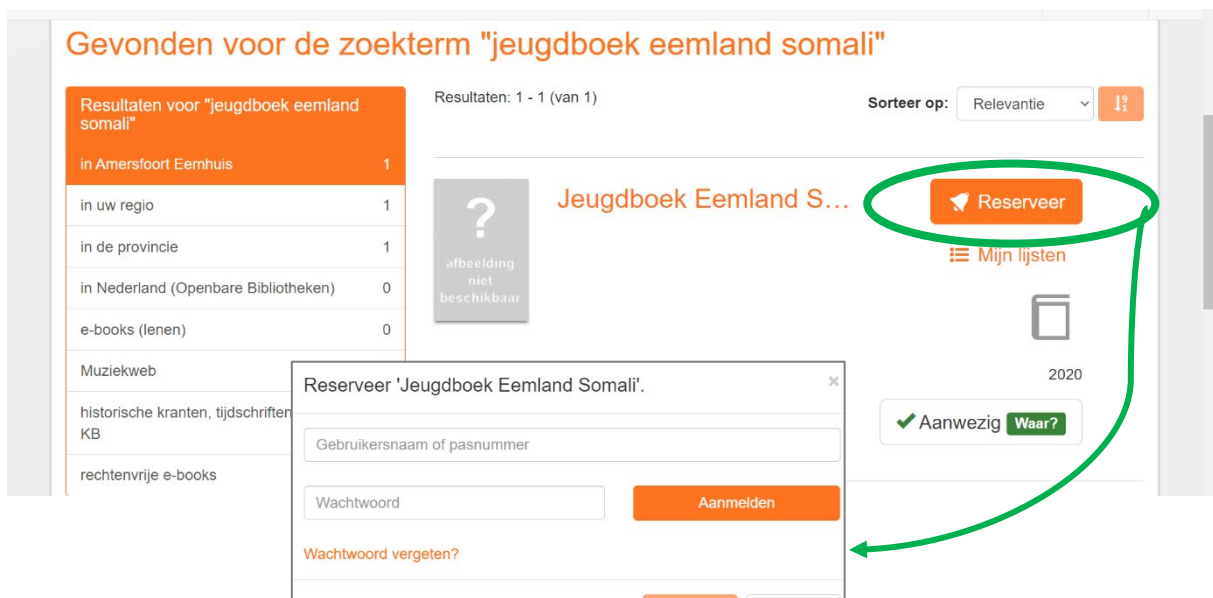 Gevonden voor de zoekterm "jeugdboek eemland somali"
Resultaten voor "jeugdboek eemland
somali"
in Amersfoort Eemhuis 1
in uw regio 1
in de provincie 1
in Nederland (Openbare Bibliotheken) 0
e-books (lenen) 0
Muziekweb
historische kranten, tijdschriften
KB
rechtenvrije e-books
Resultaten: 1 - 1 (van 1)
Sorteer op: Relevantie
?
afbeelding
niet
beschikbaar
Jeugdboek Eemland S...
Reserveer
Mijn lijsten
2020
Aanwezig Waar?
Reserveer 'Jeugdboek Eemland Somali'.
×
Gebruikersnaam of pasnummer
Wachtwoord
Aanmelden
Wachtwoord vergeten?